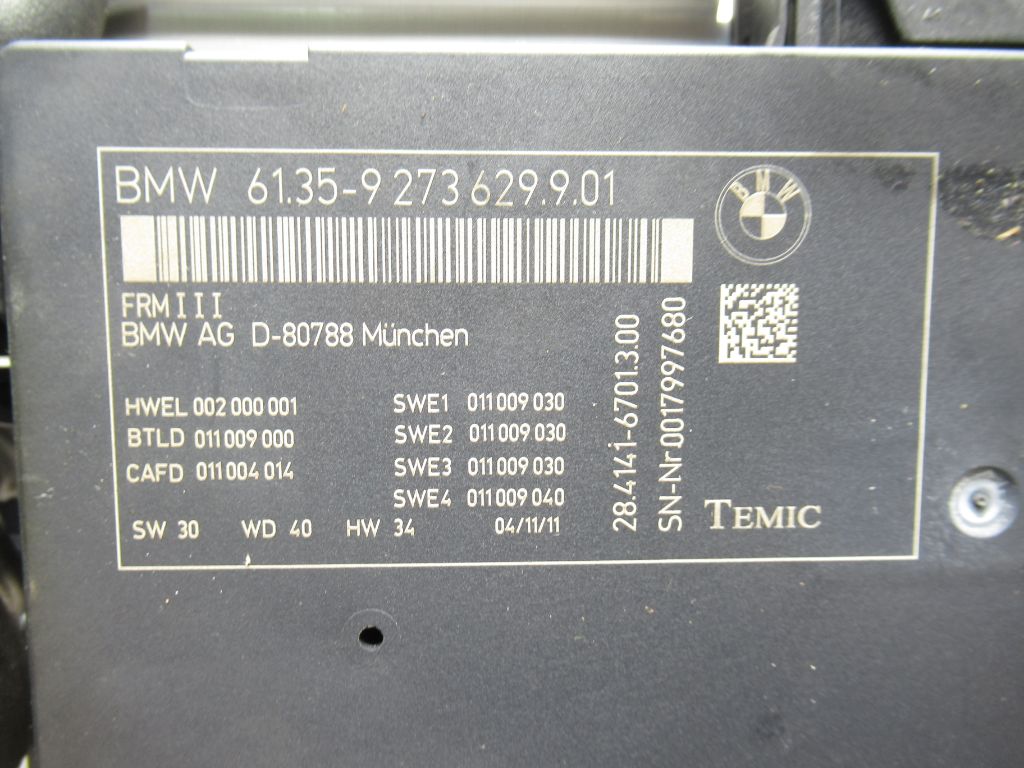 BMW 61.35-9 273 629.9.01
BMW
FRM I I I
BMW AG D-80788 München
HWEL 002 000 001
BTLD 011 009 000
CAFD 011 004 014
SWE1 011 009 030
SWE2 011 009 030
SWE3 011 009 030
SWE4 011 009 040
SW 30 WD 40 HW 34 04/11/11
28.4141-6701.3.00
SN-Nr0017997680
TEMIC